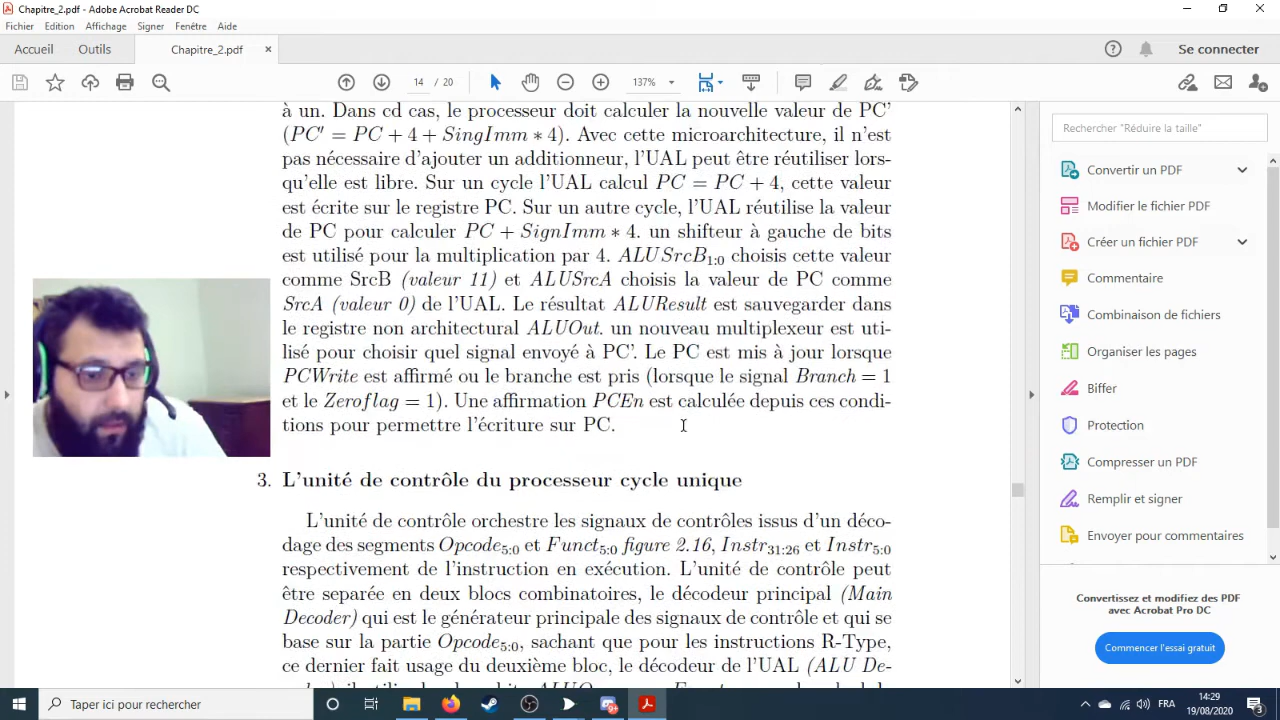 Chapitre_2.pdf - Adobe Acrobat Reader DC
Fichier Edition Affichage Signer Fenêtre Aide
Accueil Outils Chapitre_2.pdf × Se connecter
14 / 20 137%
à un. Dans cd cas, le processeur doit calculer la nouvelle valeur de PC'
(PC' = PC + 4 + SingImm * 4). Avec cette microarchitecture, il n'est
pas nécessaire d'ajouter un additionneur, l'UAL peut être réutiliser lors-
qu'elle est libre. Sur un cycle l'UAL calcul PC = PC + 4, cette valeur
est écrite sur le registre PC. Sur un autre cycle, l'UAL réutilise la valeur
de PC pour calculer PC + SignImm * 4. un shifteur à gauche de bits
est utilisé pour la multiplication par 4. ALUSrcB1:0 choisis cette valeur
comme SrcB (valeur 11) et ALUSrcA choisis la valeur de PC comme
SrcA (valeur 0) de l'UAL. Le résultat ALUResult est sauvegarder dans
le registre non architectural ALUOut. un nouveau multiplexeur est uti-
lisé pour choisir quel signal envoyé à PC'. Le PC est mis à jour lorsque
PCWrite est affirmé ou le branche est pris (lorsque le signal Branch = 1
et le Zeroflag = 1). Une affirmation PCEn est calculée depuis ces condi-
tions pour permettre l'écriture sur PC.
3. L'unité de contrôle du processeur cycle unique
L'unité de contrôle orchestre les signaux de contrôles issus d'un déco-
dage des segments Opcode5:0 et Funct5:0 figure 2.16, Instr31:26 et Instr5:0
respectivement de l'instruction en exécution. L'unité de contrôle peut
être separée en deux blocs combinatoires, le décodeur principal (Main
Decoder) qui est le générateur principale des signaux de contrôle et qui se
base sur la partie Opcode5:0, sachant que pour les instructions R-Type,
ce dernier fait usage du deuxième bloc, le décodeur de l'UAL (ALU De-
Rechercher "Réduire la taille"
Convertir un PDF
Modifier le fichier PDF
Créer un fichier PDF
Commentaire
Combinaison de fichiers
Organiser les pages
Biffer
Protection
Compresser un PDF
Remplir et signer
Envoyer pour commentaires
Convertissez et modifiez des PDF
avec Acrobat Pro DC
Commencer l'essai gratuit
Taper ici pour rechercher
FRA
14:29
19/08/2020
3